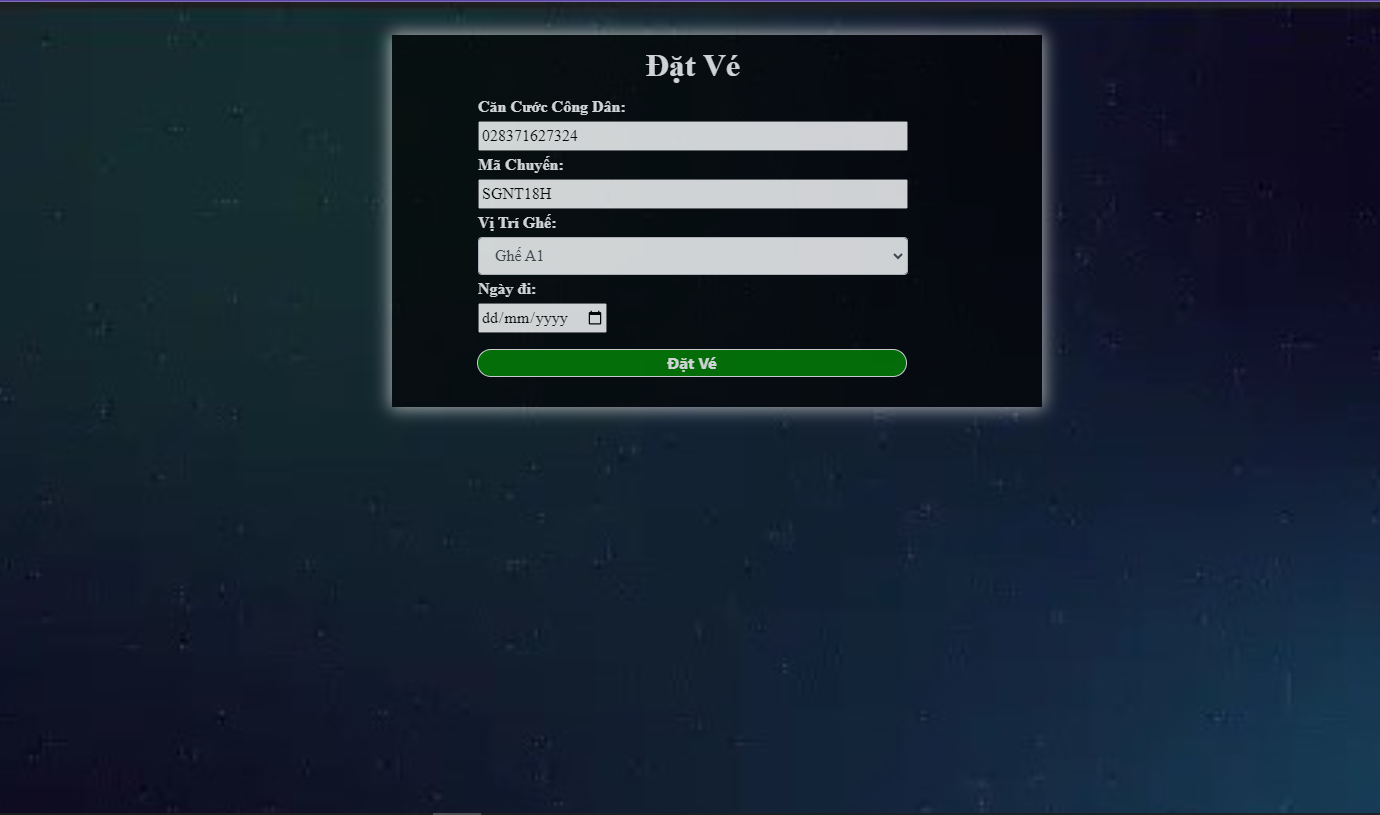 Đặt Vé
Căn Cước Công Dân:
028371627324
Mã Chuyến:
SGNT18H
Vị Trí Ghế:
Ghế A1
Ngày đi:
dd/mm/yyyy
Đặt Vé